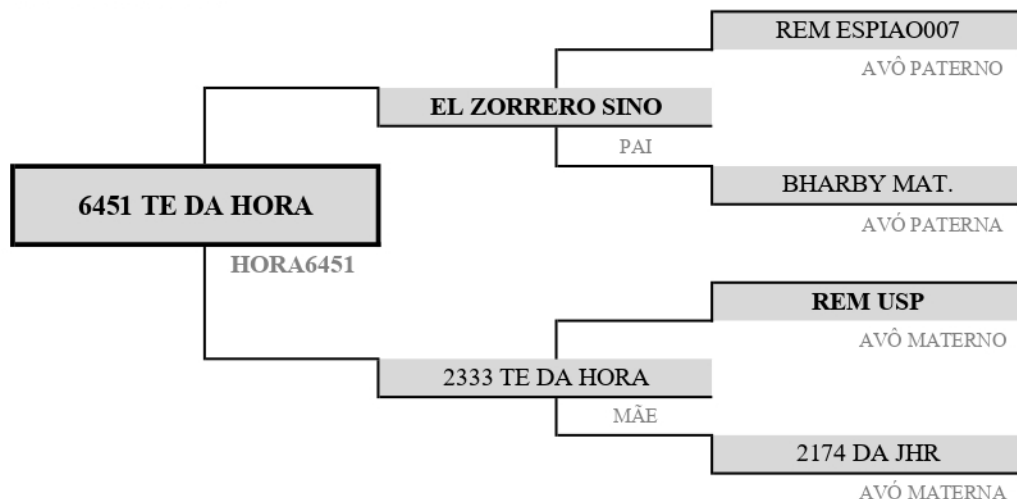 REM ESPIAO007
AVÔ PATERNO
EL ZORRERO SINO
PAI
BHARBY MAT.
AVÓ PATERNA
6451 TE DA HORA
HORA6451
REM USP
AVÔ MATERNO
2333 TE DA HORA
MÃE
2174 DA JHR
AVÓ MATERNA